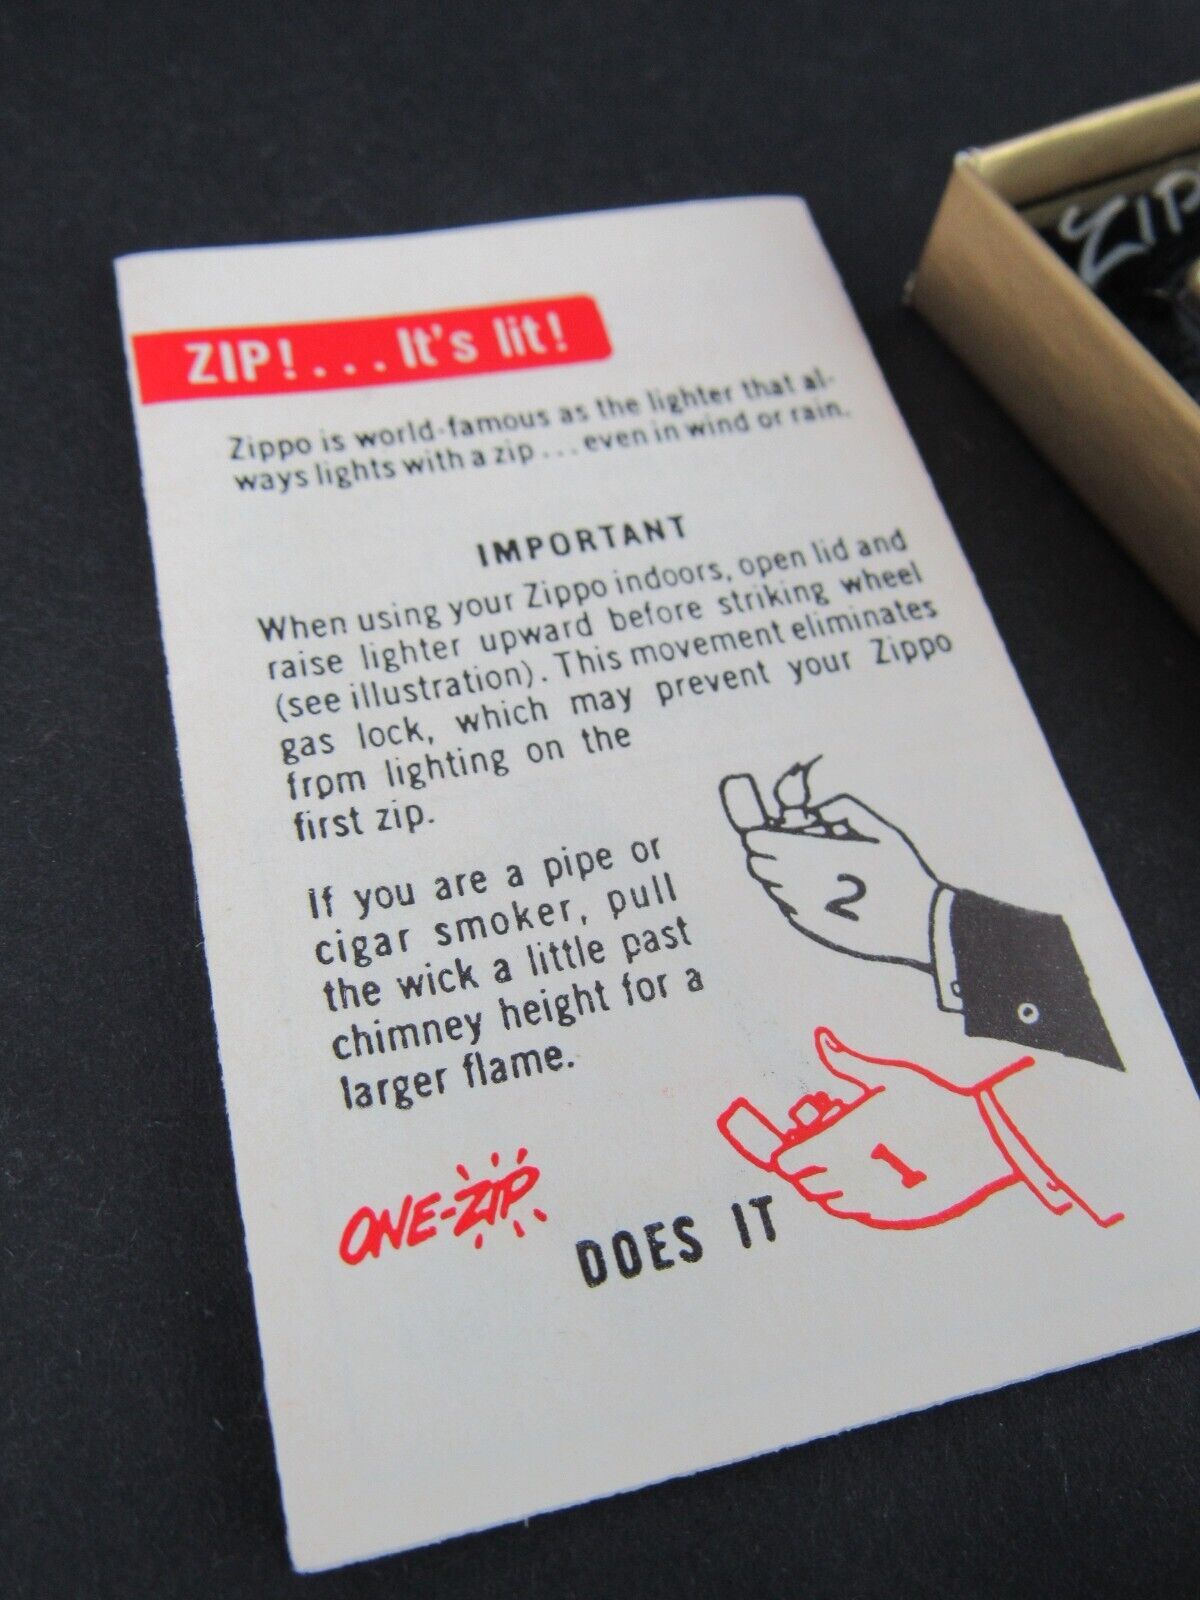 ZIP!...It's lit!
Zippo is world-famous as the lighter that al-
ways lights with a zip...even in wind or rain.
IMPORTANT
When using your Zippo indoors, open lid and
raise lighter upward before striking wheel
(see illustration). This movement eliminates
gas lock, which may prevent your Zippo
from lighting on the
first zip.
If you are a pipe or
cigar smoker, pull
the wick a little past
chimney height for a
larger flame.
2
1
ONE-ZIP
DOES IT
ZIP